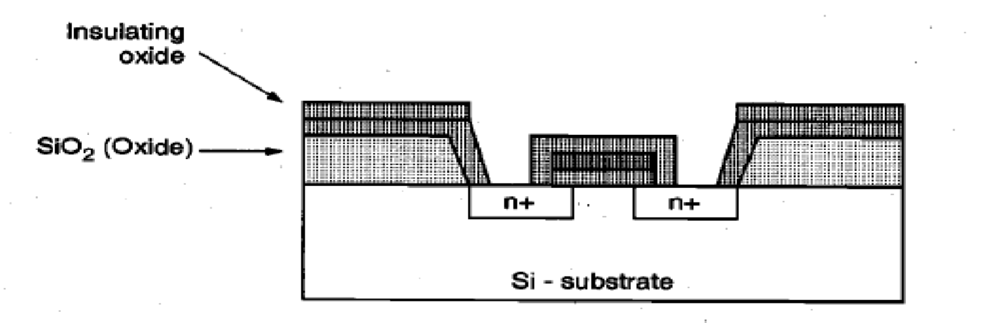 Insulating
oxide
SiO₂ (Oxide)
n+
n+
Si - substrate